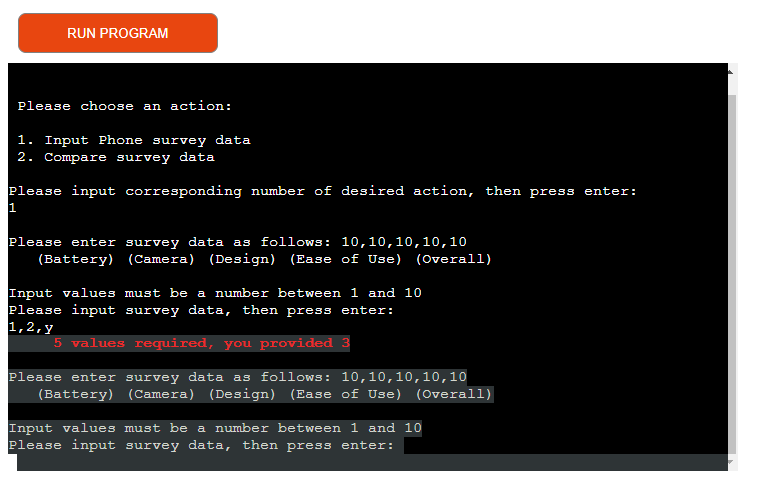 RUN PROGRAM
Please choose an action:
1. Input Phone survey data
2. Compare survey data
Please input corresponding number of desired action, then press enter:
1
Please enter survey data as follows: 10,10,10,10,10
(Battery) (Camera) (Design) (Ease of Use) (Overall)
Input values must be a number between 1 and 10
Please input survey data, then press enter:
1,2,y
5 values required, you provided 3
Please enter survey data as follows: 10,10,10,10,10
(Battery) (Camera) (Design) (Ease of Use) (Overall)
Input values must be a number between 1 and 10
Please input survey data, then press enter: